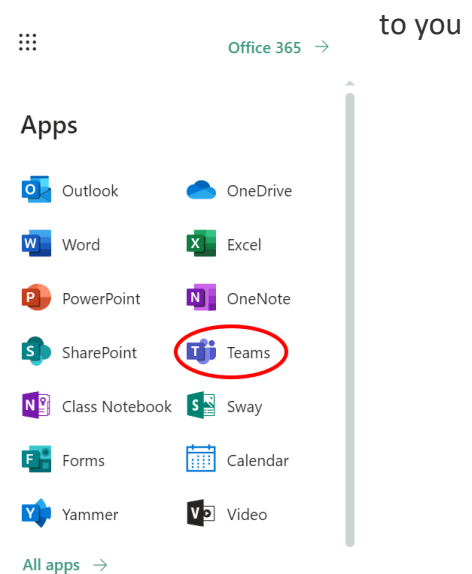 to you
Office 365 →
Apps
Outlook OneDrive
Word Excel
PowerPoint OneNote
SharePoint Teams
Class Notebook Sway
Forms Calendar
Yammer Video
All apps →